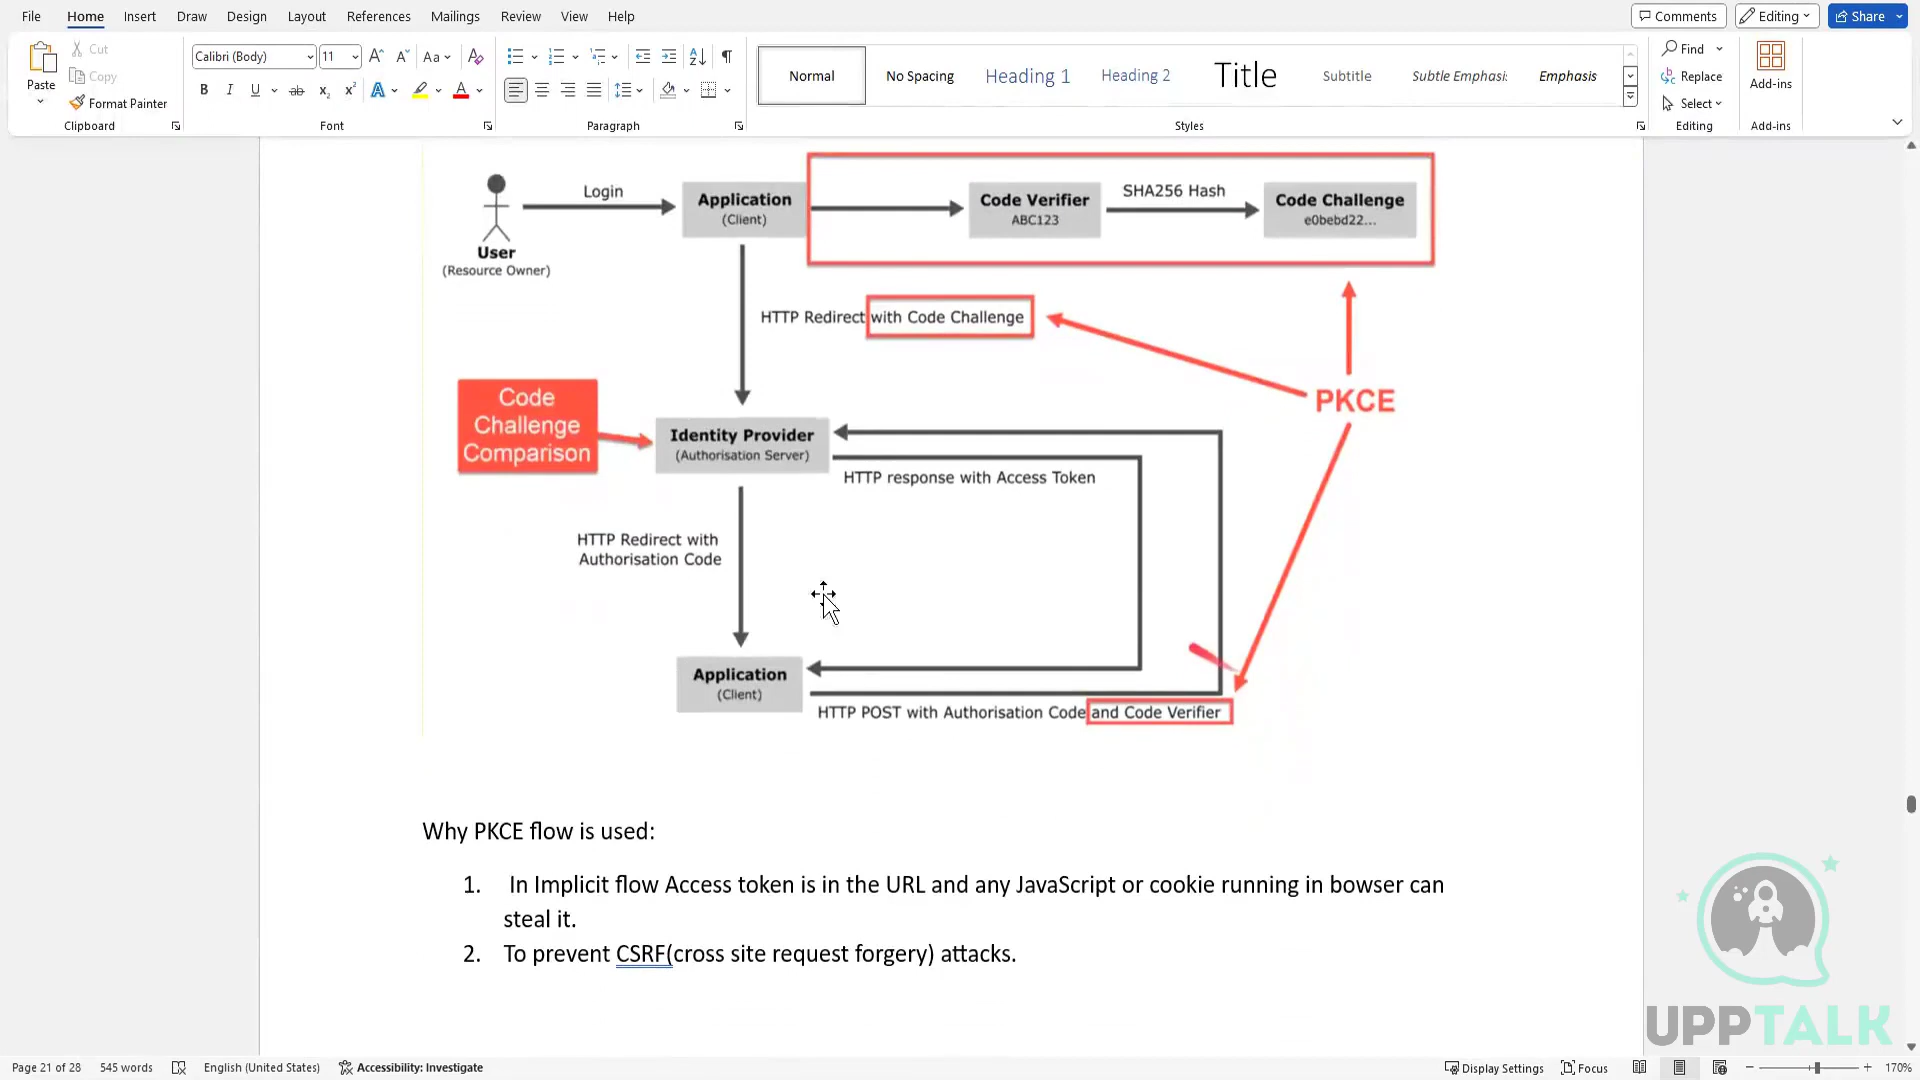 File Home Insert Draw Design Layout References Mailings Review View Help Comments Editing Share
Paste Cut Copy Format Painter Clipboard
Calibri (Body) 11 Aa Font
Paragraph
Normal No Spacing Heading 1 Heading 2 Title Subtitle Subtle Emphasi: Emphasis Styles
Find Replace Select Editing
Add-ins Add-ins
Login
User
(Resource Owner)
Application
(Client)
Code Verifier
ABC123
SHA256 Hash
Code Challenge
e0bebd22...
HTTP Redirect with Code Challenge
PKCE
Code
Challenge
Comparison
Identity Provider
(Authorisation Server)
HTTP response with Access Token
HTTP Redirect with
Authorisation Code
Application
(Client)
HTTP POST with Authorisation Code and Code Verifier
Why PKCE flow is used:
1. In Implicit flow Access token is in the URL and any JavaScript or cookie running in bowser can
steal it.
2. To prevent CSRF(cross site request forgery) attacks.
UPPTALK
Page 21 of 28 545 words English (United States) Accessibility: Investigate Display Settings Focus 170%